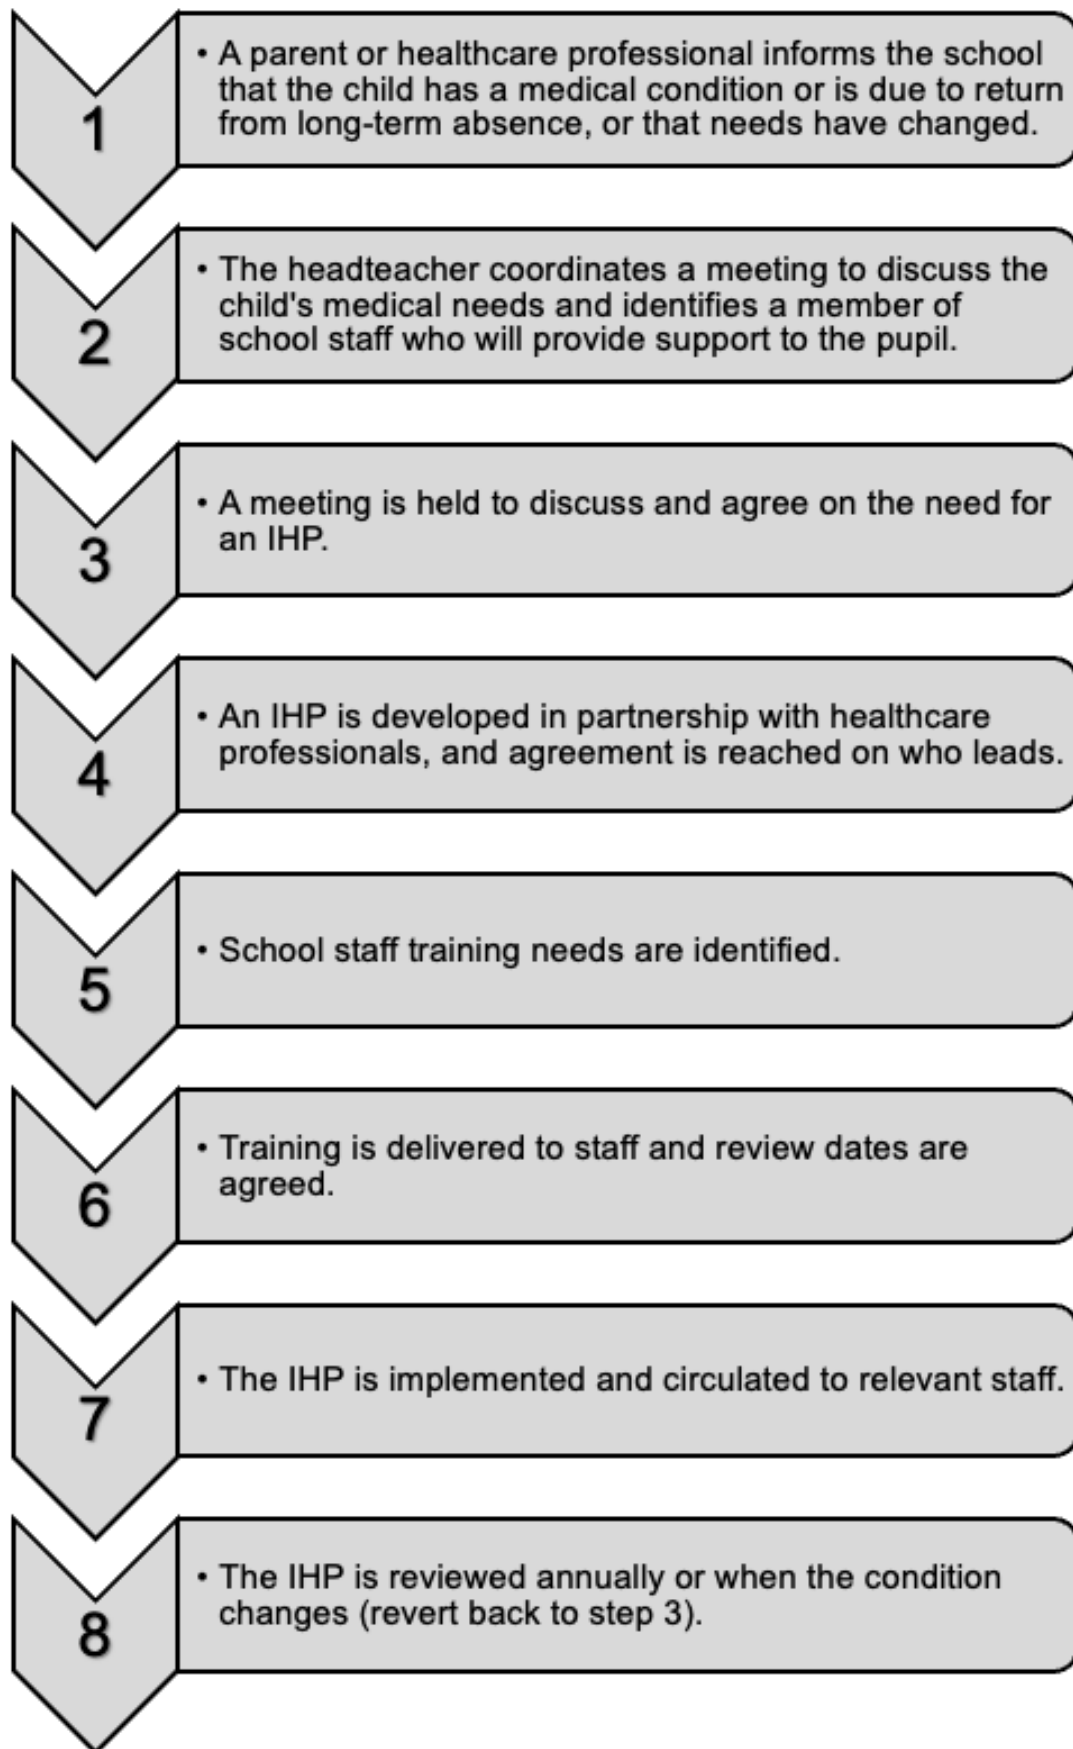 1
• A parent or healthcare professional informs the school
that the child has a medical condition or is due to return
from long-term absence, or that needs have changed.
2
• The headteacher coordinates a meeting to discuss the
child's medical needs and identifies a member of
school staff who will provide support to the pupil.
3
• A meeting is held to discuss and agree on the need for
an IHP.
4
• An IHP is developed in partnership with healthcare
professionals, and agreement is reached on who leads.
5
• School staff training needs are identified.
6
• Training is delivered to staff and review dates are
agreed.
7
• The IHP is implemented and circulated to relevant staff.
8
• The IHP is reviewed annually or when the condition
changes (revert back to step 3).